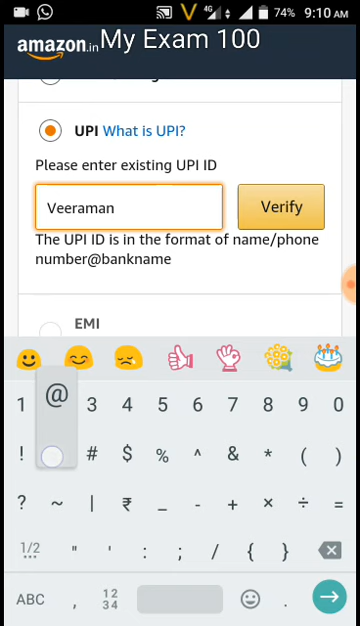 74% 9:10 AM
amazon.in My Exam 100
UPI What is UPI?
Please enter existing UPI ID
Veeraman Verify
The UPI ID is in the format of name/phone
number@bankname
EMI
1 @ 3 4 5 6 7 8 9 0
! # $ % ^ & * ( )
? ~ | ₹ _ - + × ÷ =
1/2 " ' : ; / { }
ABC , 12 34 .